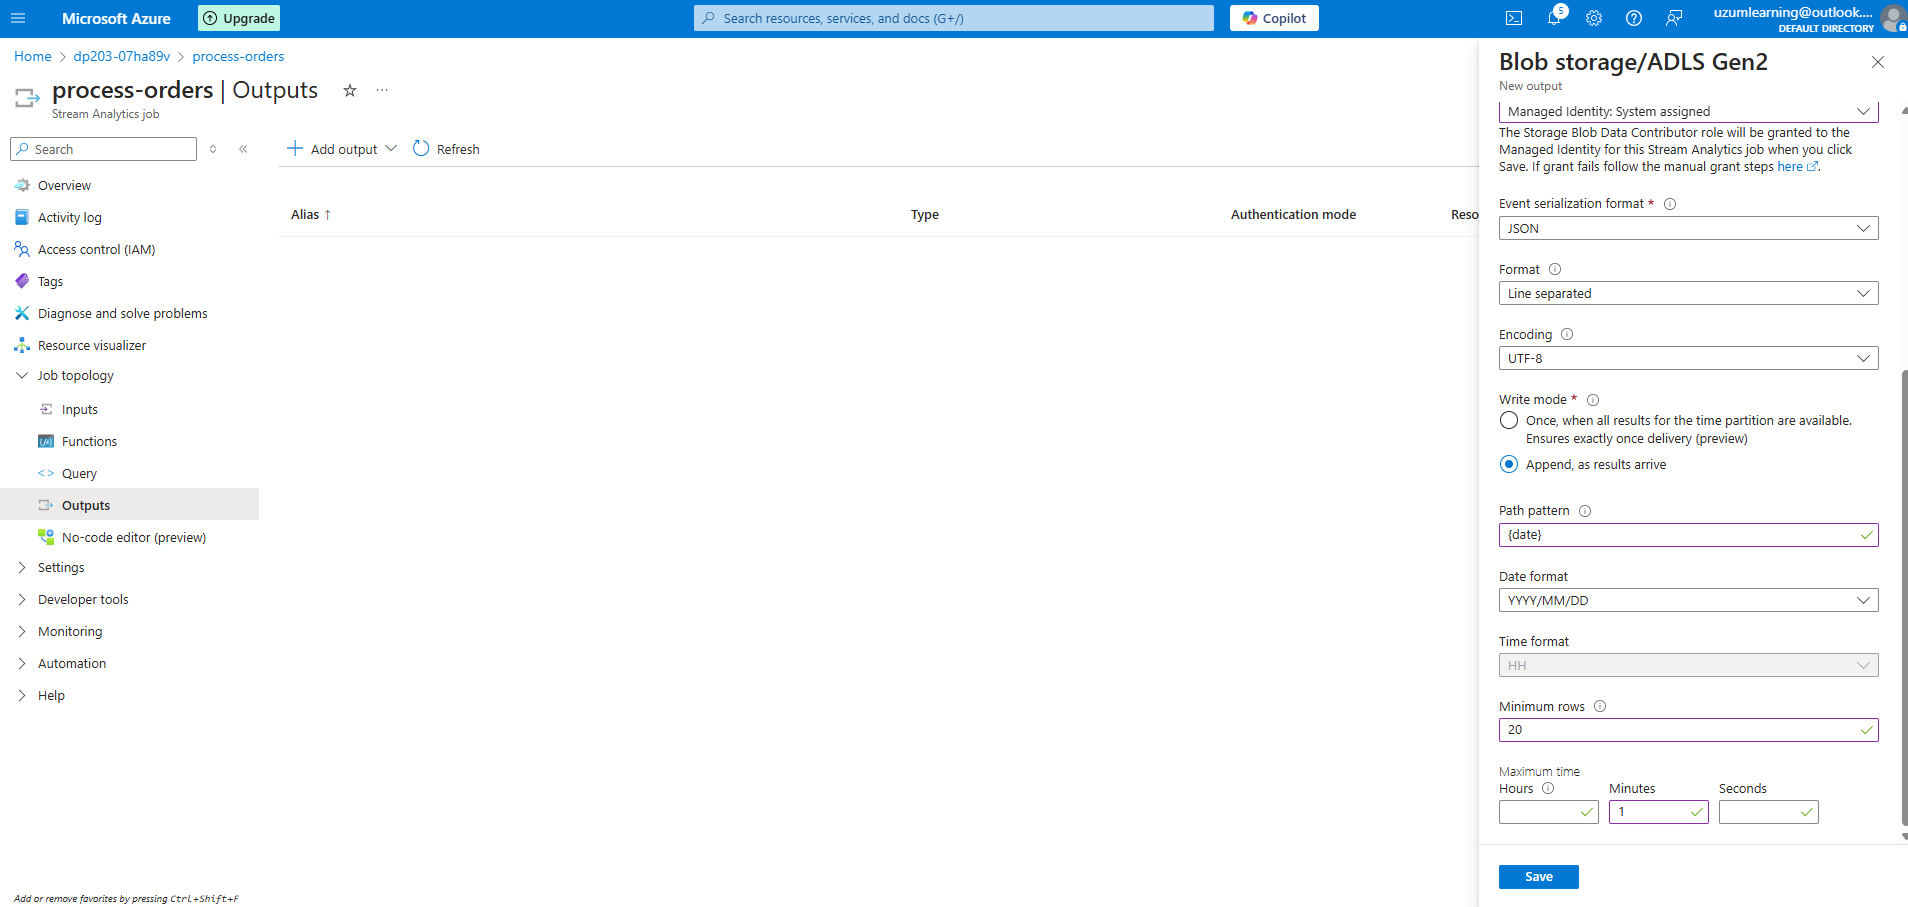 Microsoft Azure
Upgrade
Search resources, services, and docs (G+/)
Copilot
5
uzumlearning@outlook....
DEFAULT DIRECTORY
Home > dp203-07ha89v > process-orders
process-orders | Outputs
Stream Analytics job
Search
Add output
Refresh
Overview
Activity log
Access control (IAM)
Tags
Diagnose and solve problems
Resource visualizer
Job topology
Inputs
Functions
Query
Outputs
No-code editor (preview)
Settings
Developer tools
Monitoring
Automation
Help
Add or remove favorites by pressing Ctrl+Shift+F
Alias ↑
Type
Authentication mode
Reso
Blob storage/ADLS Gen2
New output
Managed Identity: System assigned
The Storage Blob Data Contributor role will be granted to the
Managed Identity for this Stream Analytics job when you click
Save. If grant fails follow the manual grant steps here.
Event serialization format *
JSON
Format
Line separated
Encoding
UTF-8
Write mode *
Once, when all results for the time partition are available.
Ensures exactly once delivery (preview)
Append, as results arrive
Path pattern
{date}
Date format
YYYY/MM/DD
Time format
HH
Minimum rows
20
Maximum time
Hours
Minutes
Seconds
1
Save